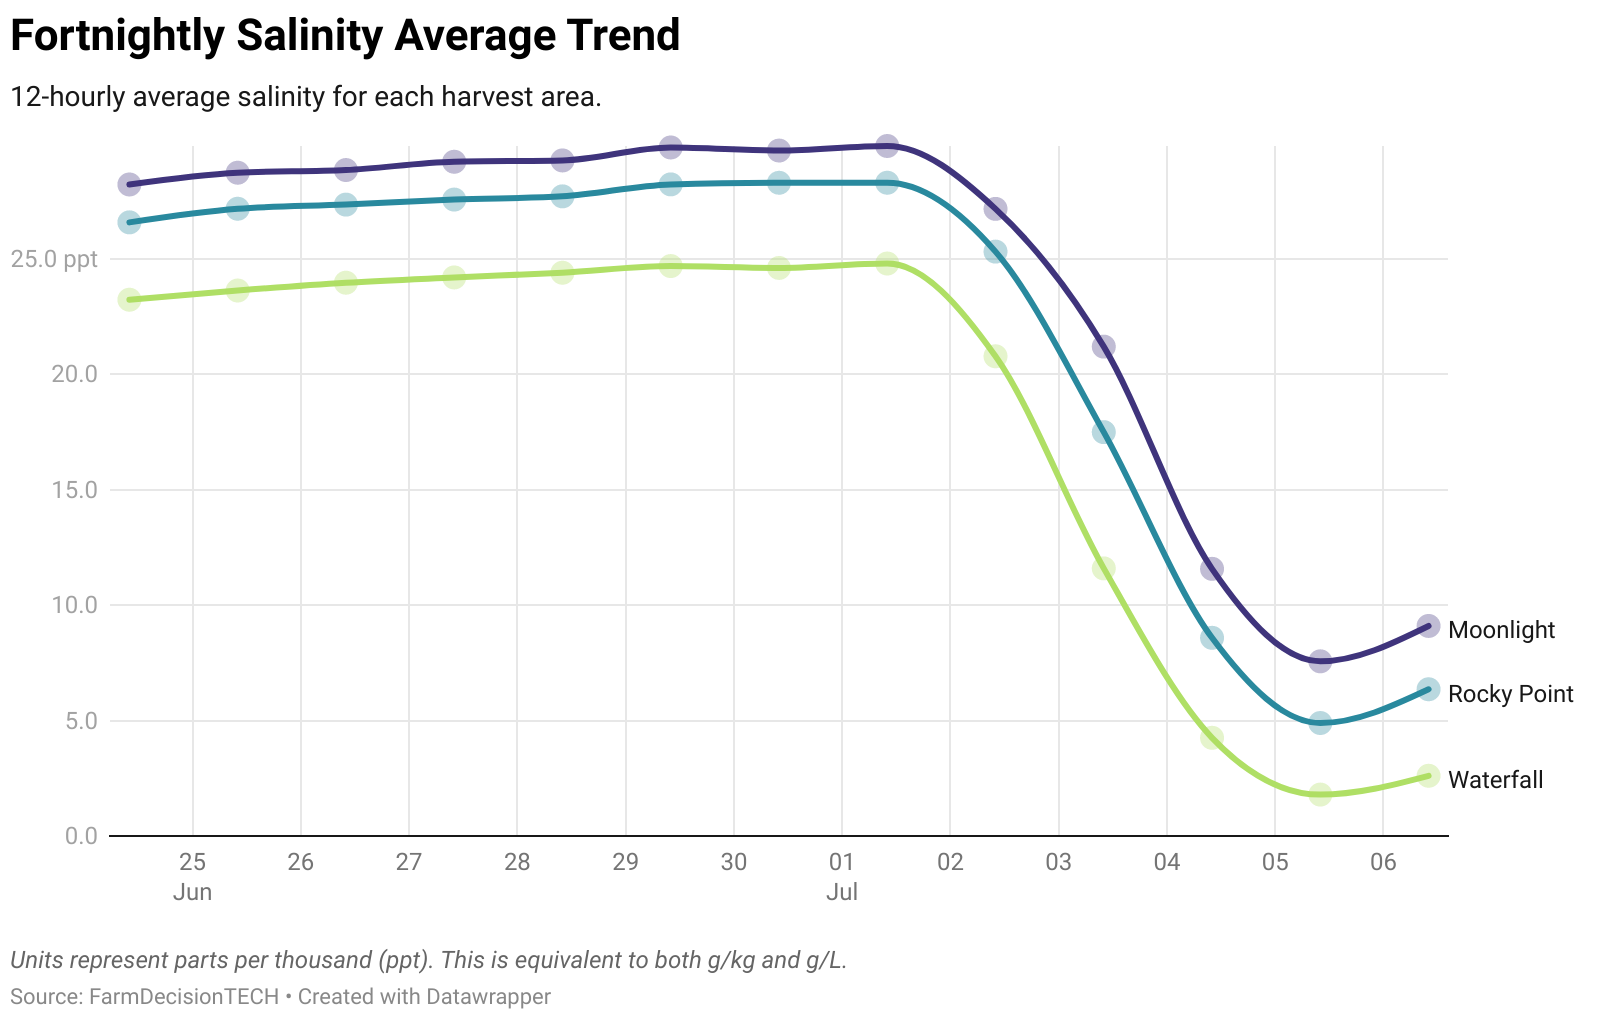 Fortnightly Salinity Average Trend
12-hourly average salinity for each harvest area.
25.0 ppt
20.0
15.0
10.0
5.0
0.0
Moonlight
Rocky Point
Waterfall
25 26 27 28 29 30 01 02 03 04 05 06
Jun Jul
Units represent parts per thousand (ppt). This is equivalent to both g/kg and g/L.
Source: FarmDecisionTECH • Created with Datawrapper